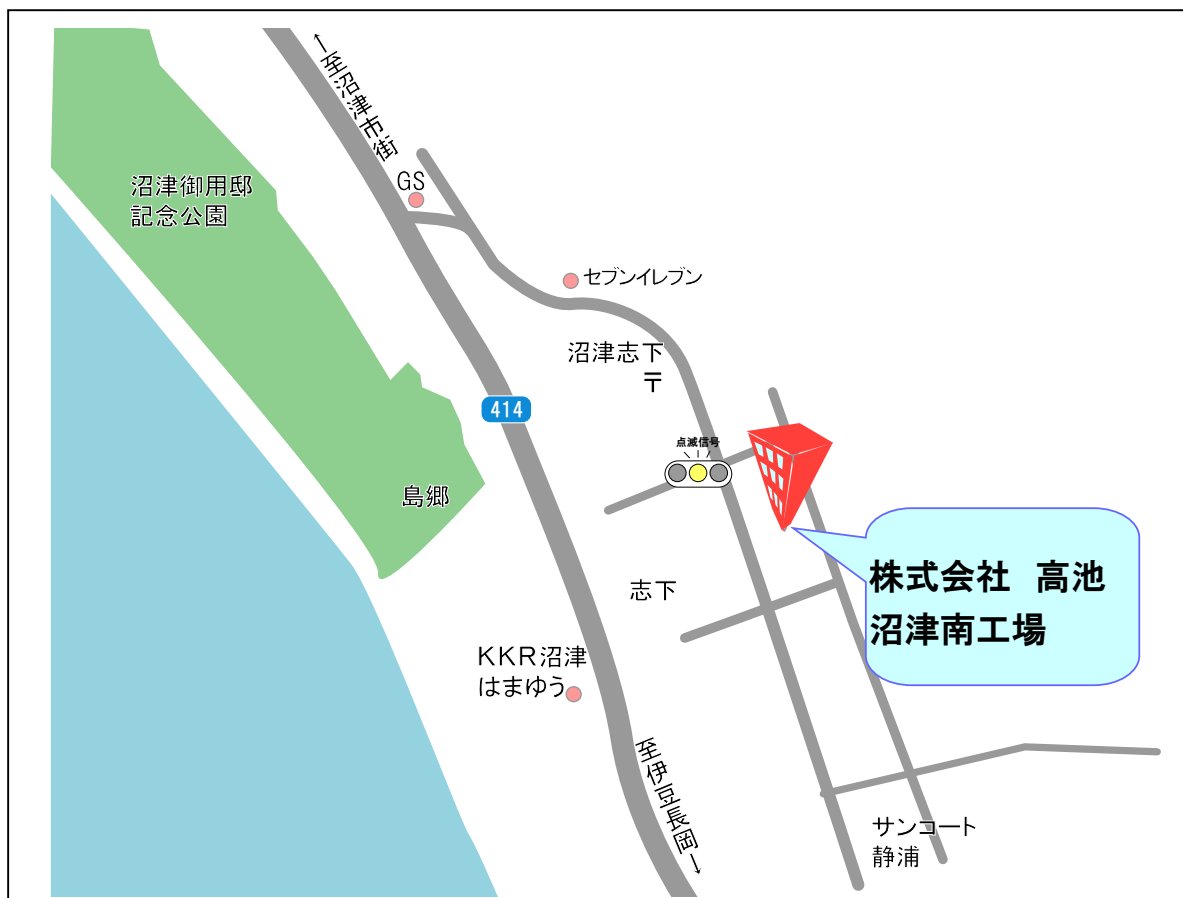 ←至沼津市街
GS
沼津御用邸
記念公園
セブンイレブン
沼津志下
〒
414
点滅信号
島郷
株式会社　高池
沼津南工場
志下
KKR沼津
はまゆう
至伊豆長岡→
サンコート
静浦